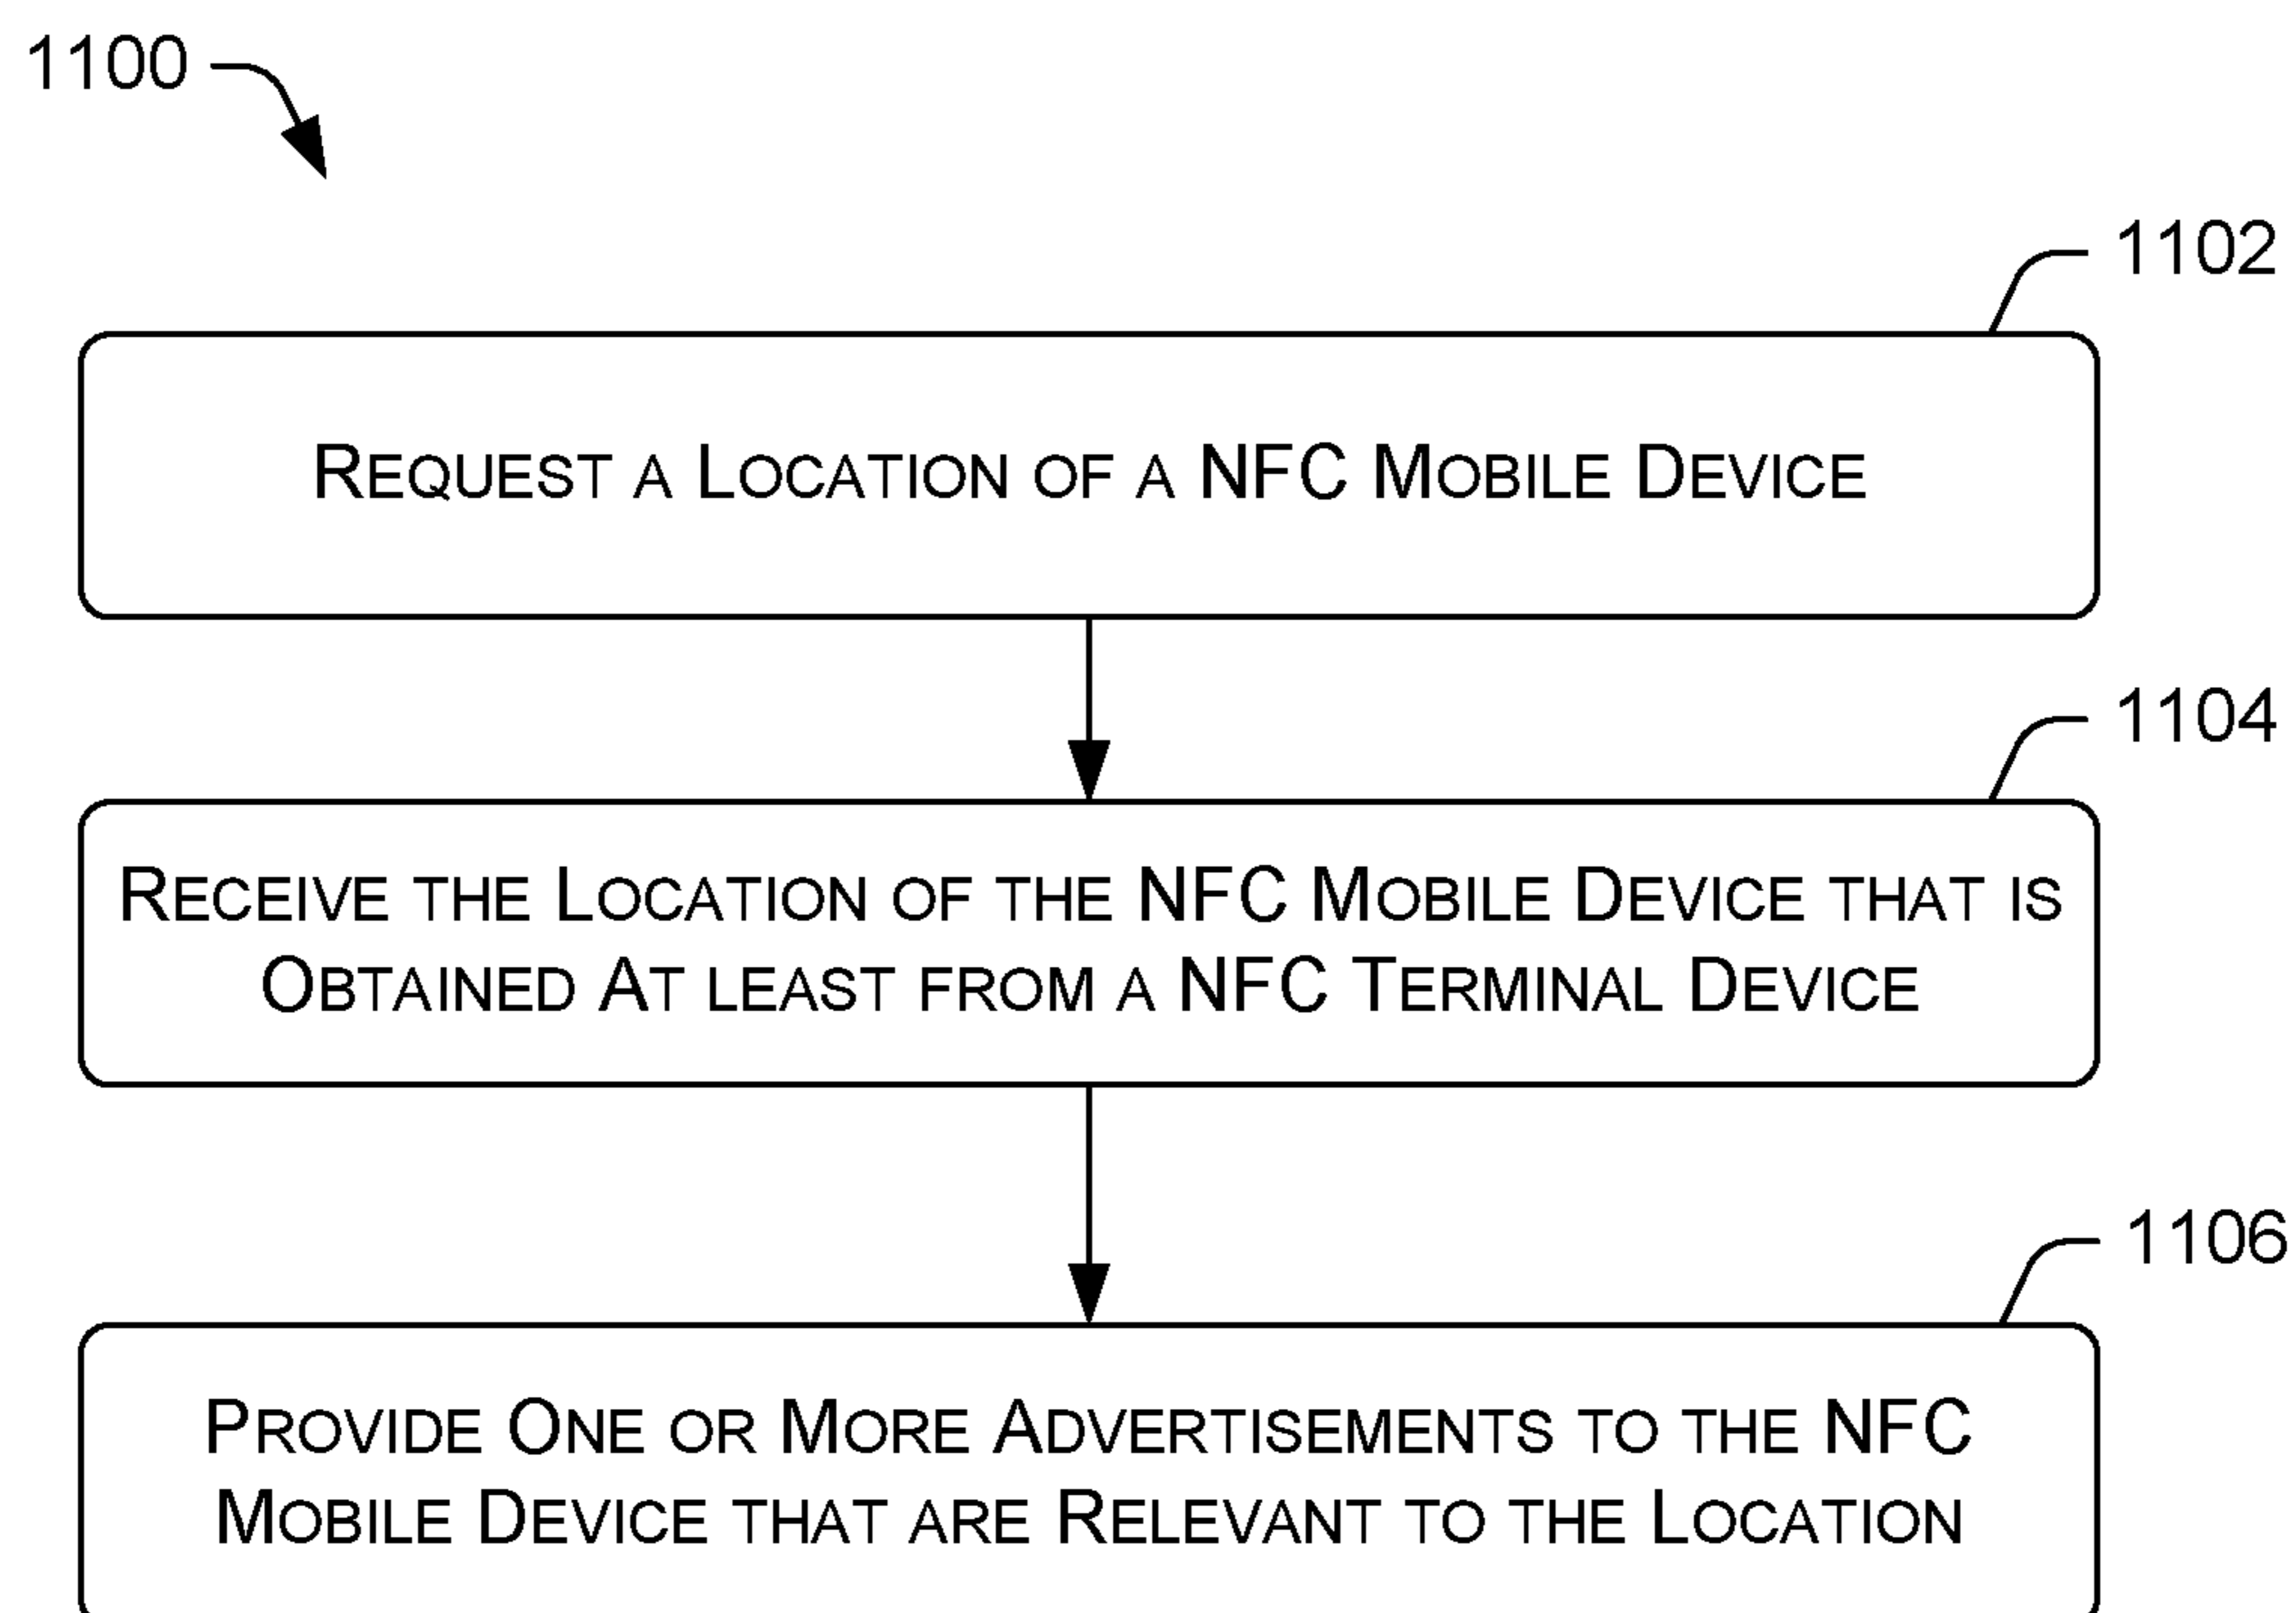 1100
1102
Request a Location of a NFC Mobile Device
1104
Receive the Location of the NFC Mobile Device that is
Obtained At least from a NFC Terminal Device
1106
Provide One or More Advertisements to the NFC
Mobile Device that are Relevant to the Location